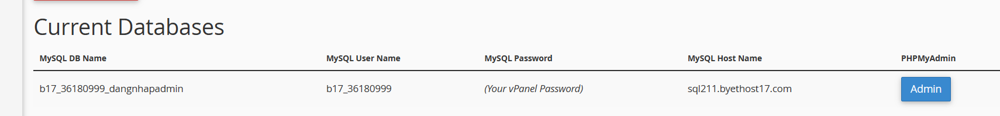 Current Databases
MySQL DB Name MySQL User Name MySQL Password MySQL Host Name PHPMyAdmin
b17_36180999_dangnhapadmin b17_36180999 (Your vPanel Password) sql211.byethost17.com Admin